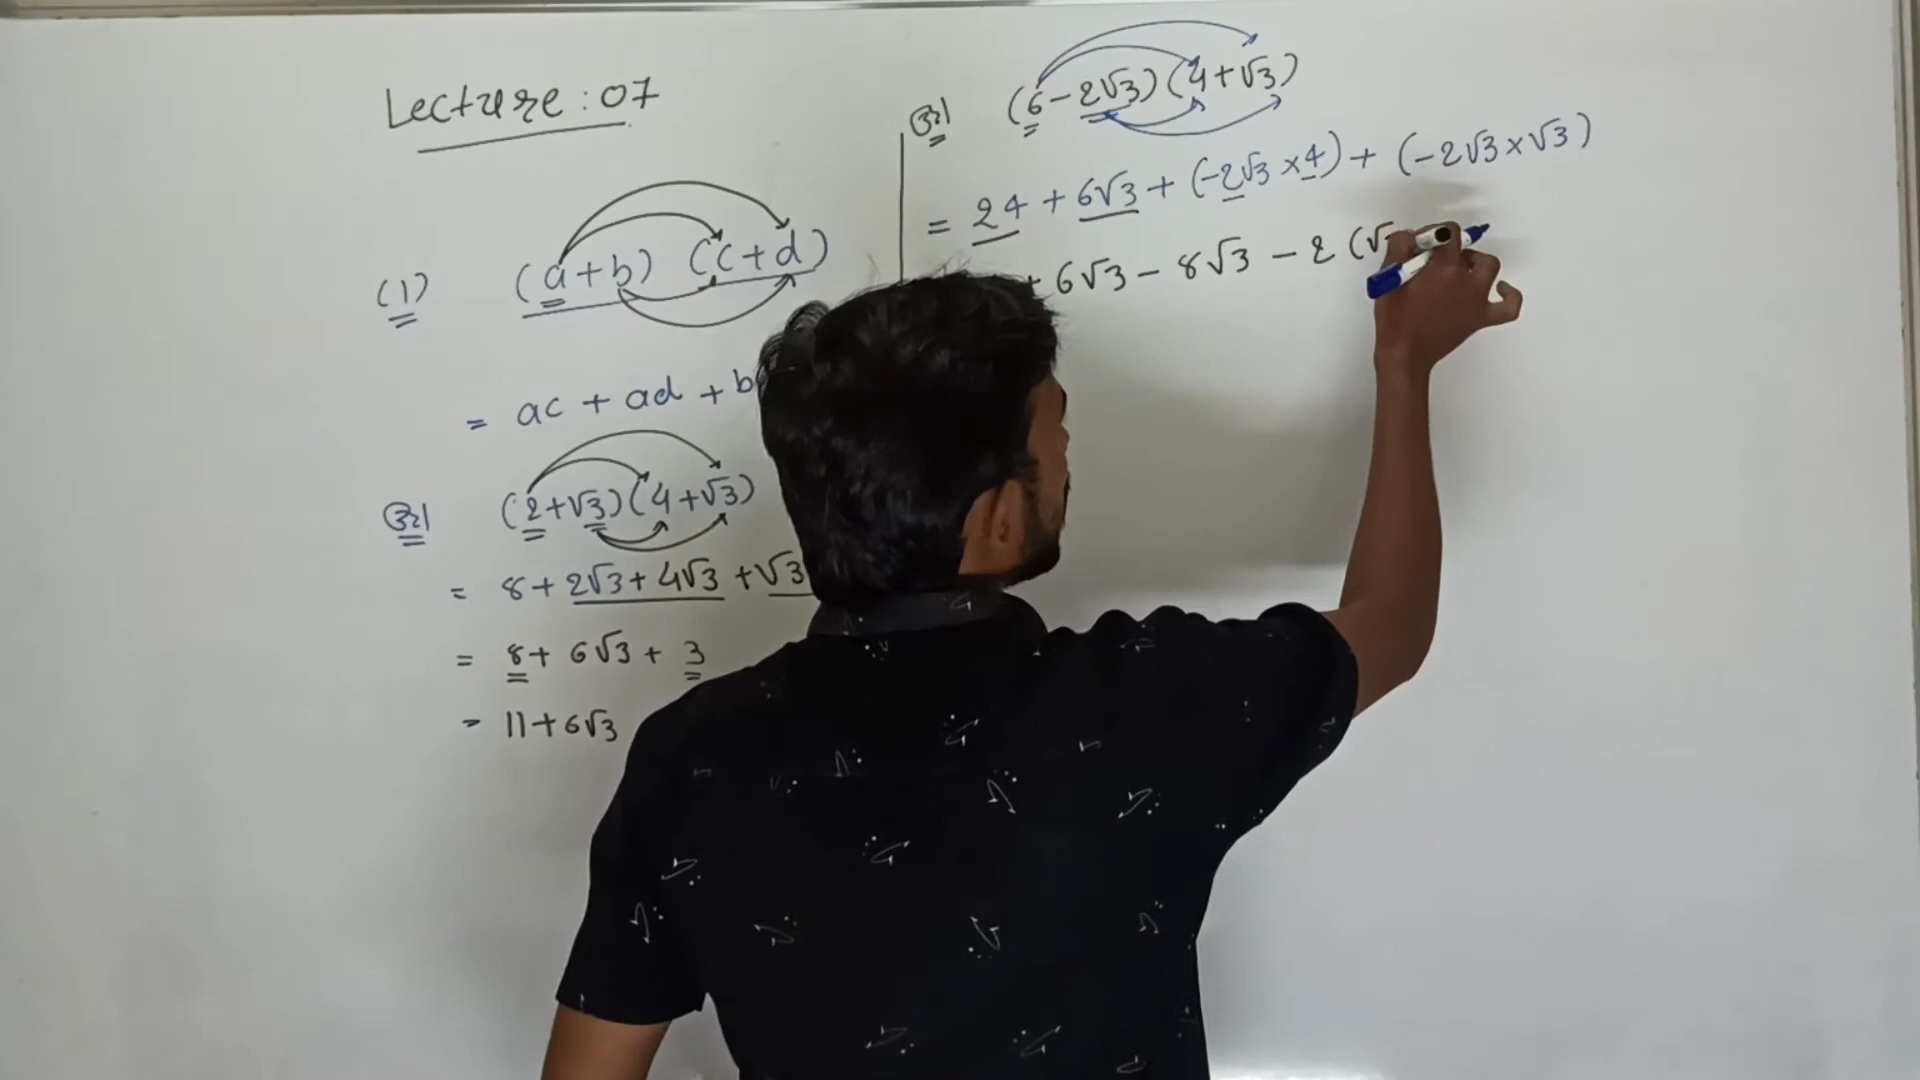 Lecture : 07
(1) (a+b) (c+d)
= ac + ad + b
उदा (2+√3)(4+√3)
= 8+2√3+4√3 +√3
= 8+ 6√3 + 3
= 11+6√3
उदा (6-2√3)(4+√3)
= 24 + 6√3 + (-2√3 ×4) + (-2√3×√3)
+ 6√3 - 8√3 - 2 (√